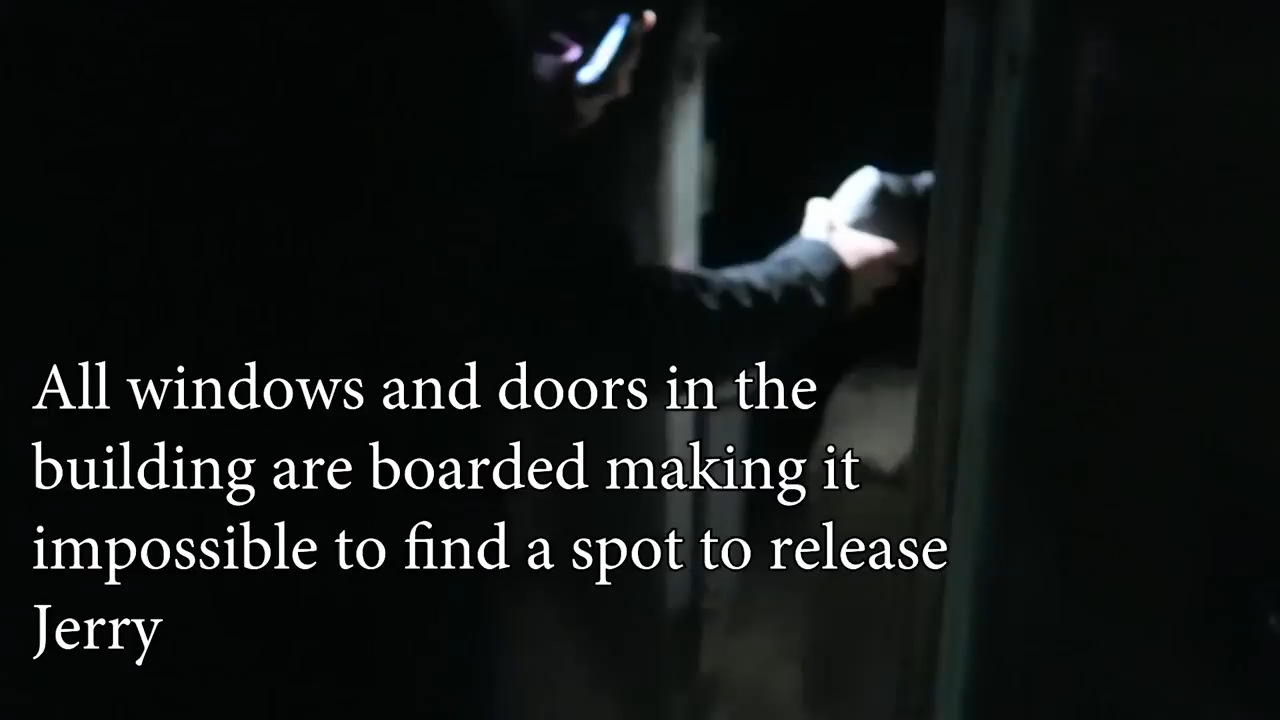 All windows and doors in the
building are boarded making it
impossible to find a spot to release
Jerry